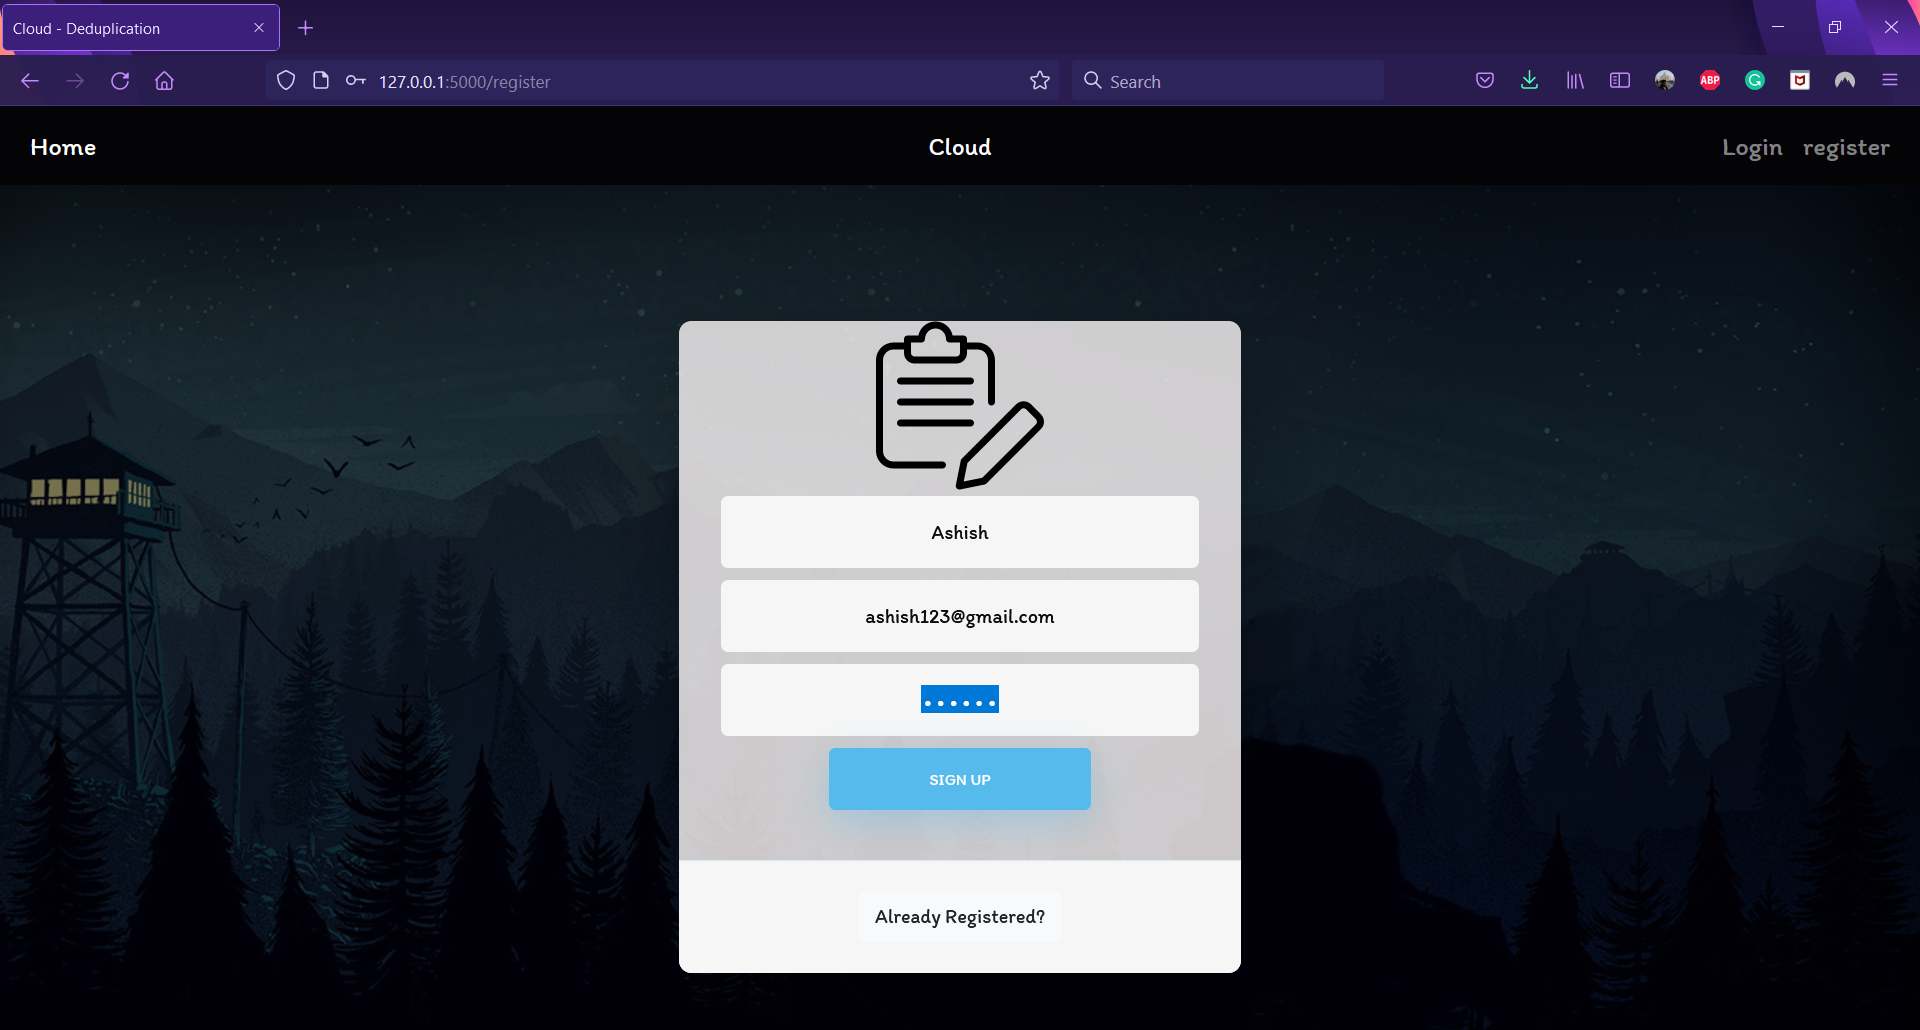 Cloud - Deduplication
127.0.0.1:5000/register
Search
ABP
Home
Cloud
Login
register
Ashish
ashish123@gmail.com
••••••
SIGN UP
Already Registered?